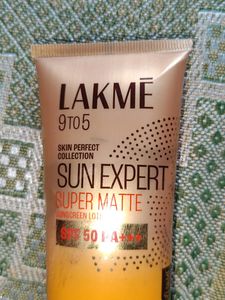 LAKMĒ
9 TO 5
SKIN PERFECT
COLLECTION
SUN EXPERT
SUPER MATTE
SUNSCREEN LOTION
SPF 50 PA+++